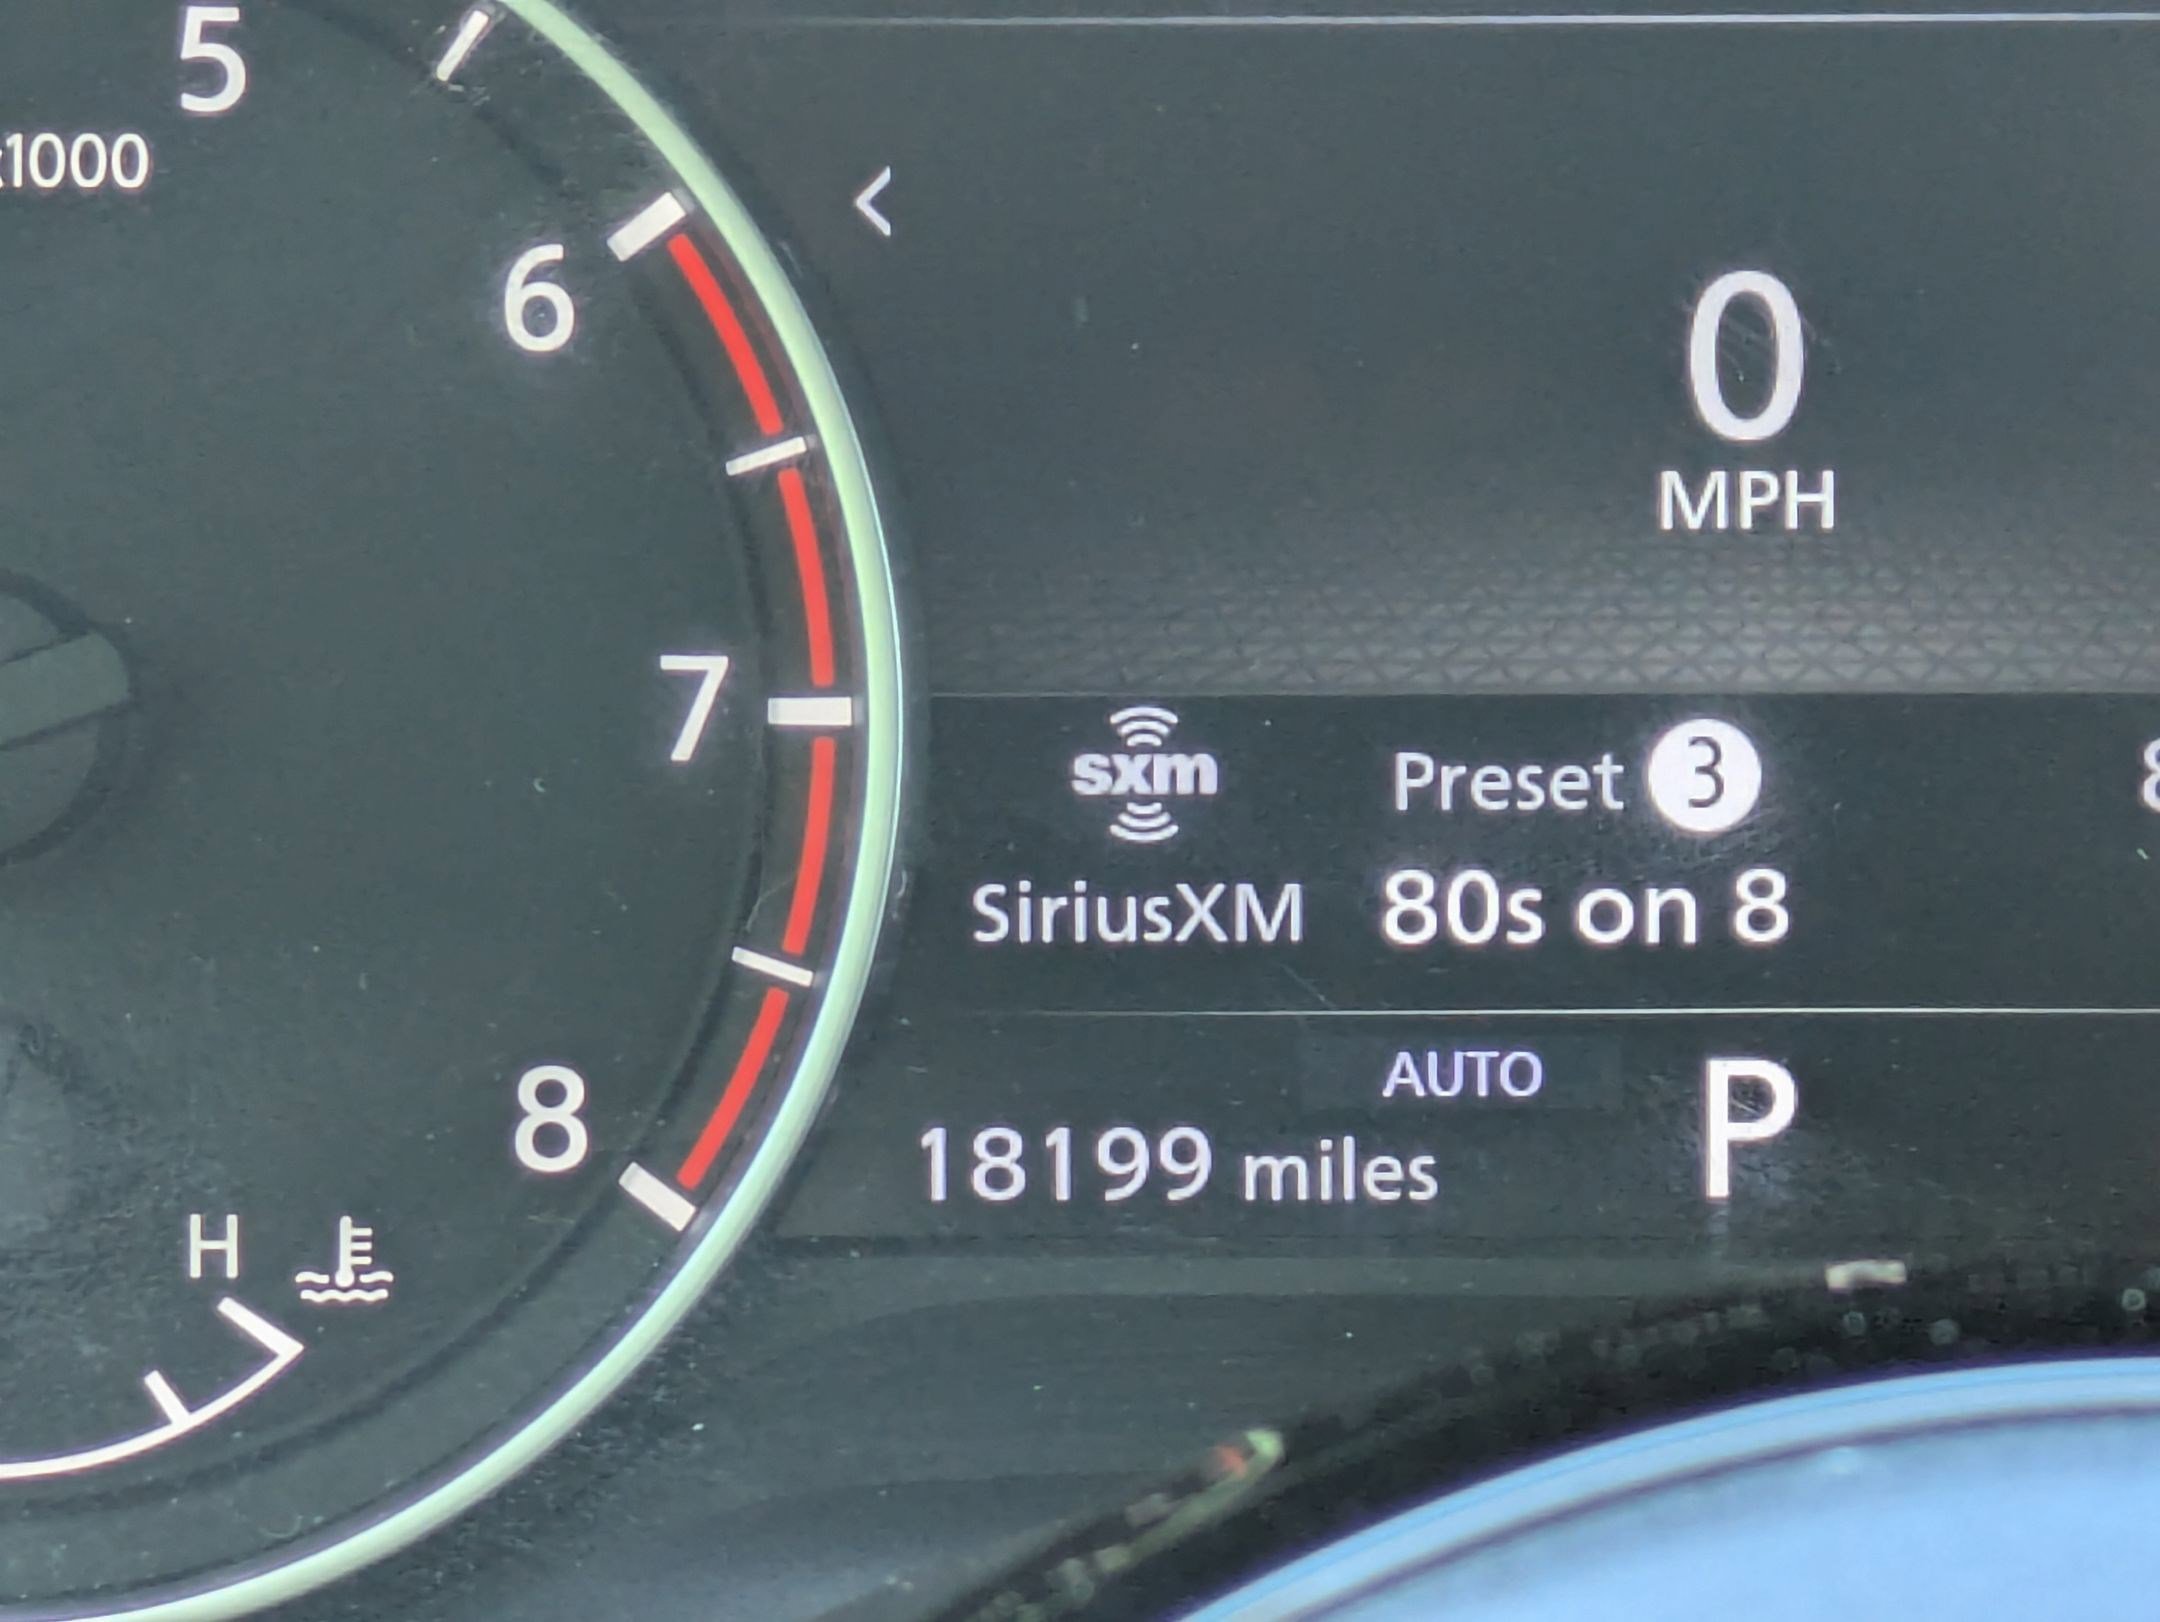 5
x1000
6
7
8
H
0
MPH
sxm
Preset 3
SiriusXM 80s on 8
AUTO
P
18199 miles